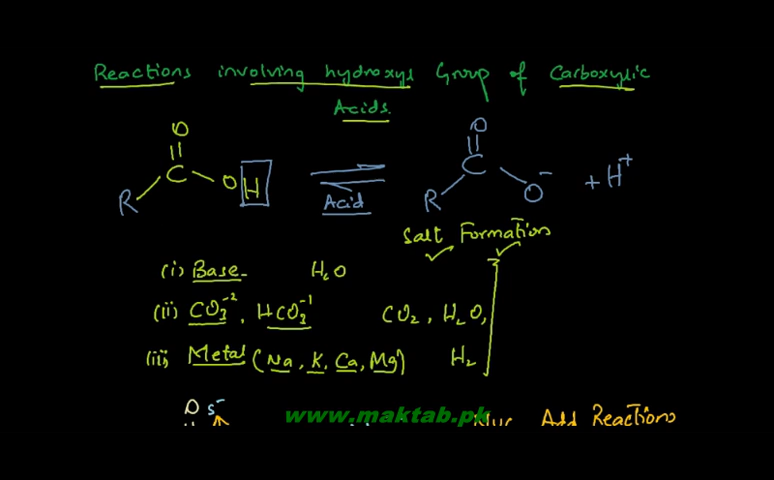 Reactions involving hydroxyl Group of Carboxylic
Acids.
O O
R C OH Acid R C O⁻ + H⁺
Salt Formation
(i) Base- H₂O
(ii) CO₃⁻², HCO₃⁻¹ CO₂, H₂O,
(iii) Metal (Na, K, Ca, Mg) H₂
O δ⁻ www.maktab.pk Add Reactions